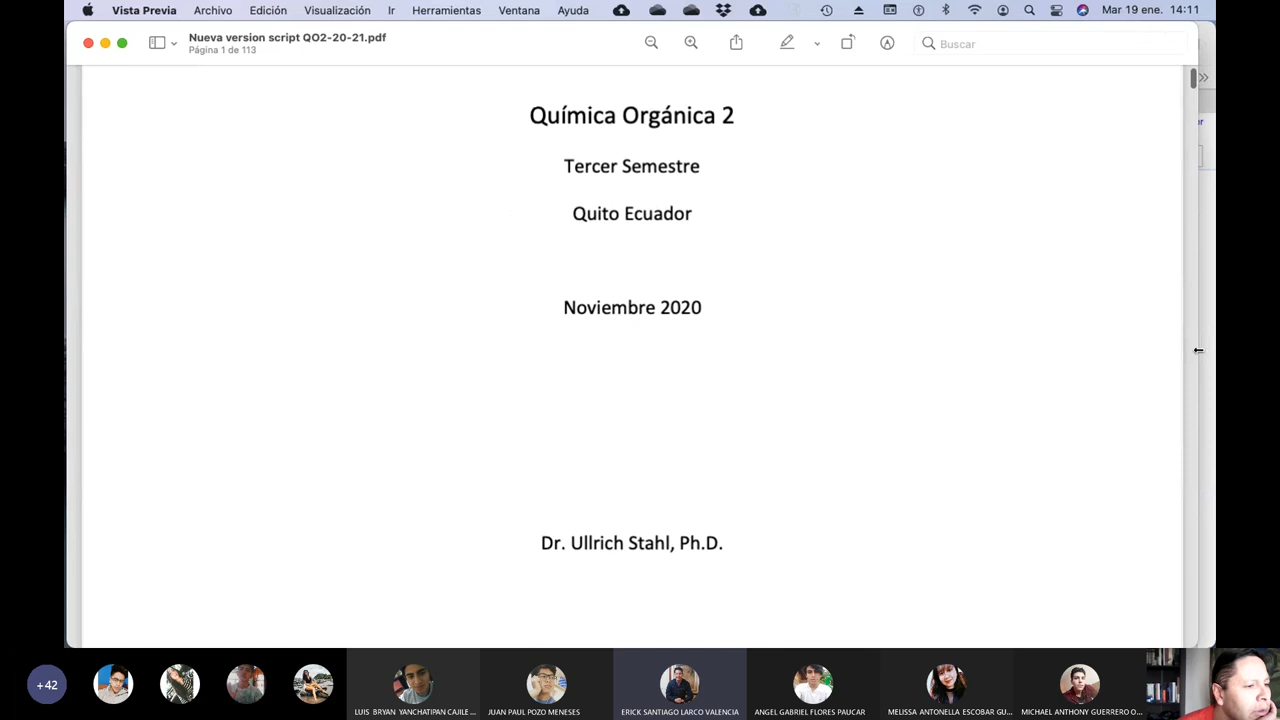 Vista Previa Archivo Edición Visualización Ir Herramientas Ventana Ayuda Mar 19 ene. 14:11
Nueva version script QO2-20-21.pdf
Página 1 de 113
Buscar
Química Orgánica 2
Tercer Semestre
Quito Ecuador
Noviembre 2020
Dr. Ullrich Stahl, Ph.D.
+42
LUIS BRYAN YANCHATIPAN CAJILE...
JUAN PAUL POZO MENESES
ERICK SANTIAGO LARCO VALENCIA
ANGEL GABRIEL FLORES PAUCAR
MELISSA ANTONELLA ESCOBAR GU...
MICHAEL ANTHONY GUERRERO O...